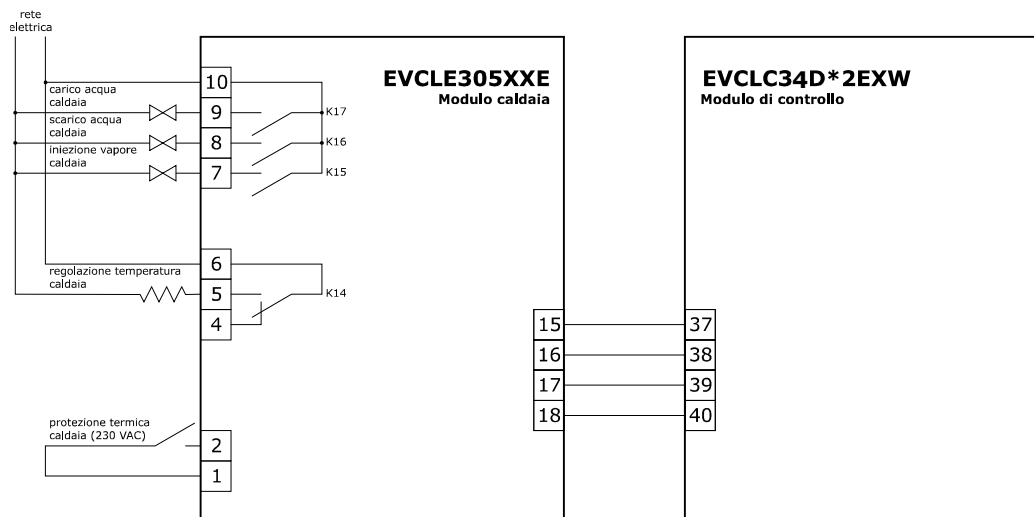 rete
elettrica
EVCLE305XXE
Modulo caldaia
EVCLC34D*2EXW
Modulo di controllo
10
carico acqua
caldaia
9
K17
scarico acqua
caldaia
8
K16
iniezione vapore
caldaia
7
K15
6
regolazione temperatura
caldaia
5
K14
4
15
37
16
38
17
39
18
40
protezione termica
caldaia (230 VAC)
2
1